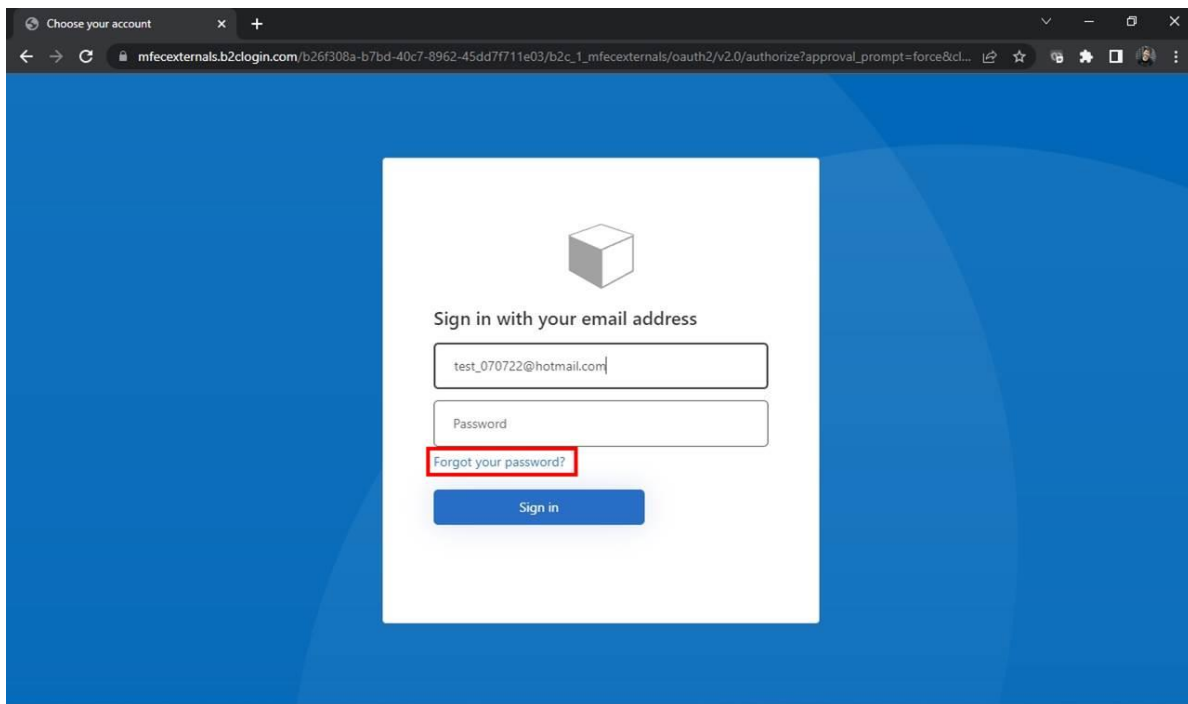 Choose your account
mfecexternals.b2clogin.com/b26f308a-b7bd-40c7-8962-45dd7f711e03/b2c_1_mfecexternals/oauth2/v2.0/authorize?approval_prompt=force&cl...
Sign in with your email address
test_070722@hotmail.com
Password
Forgot your password?
Sign in